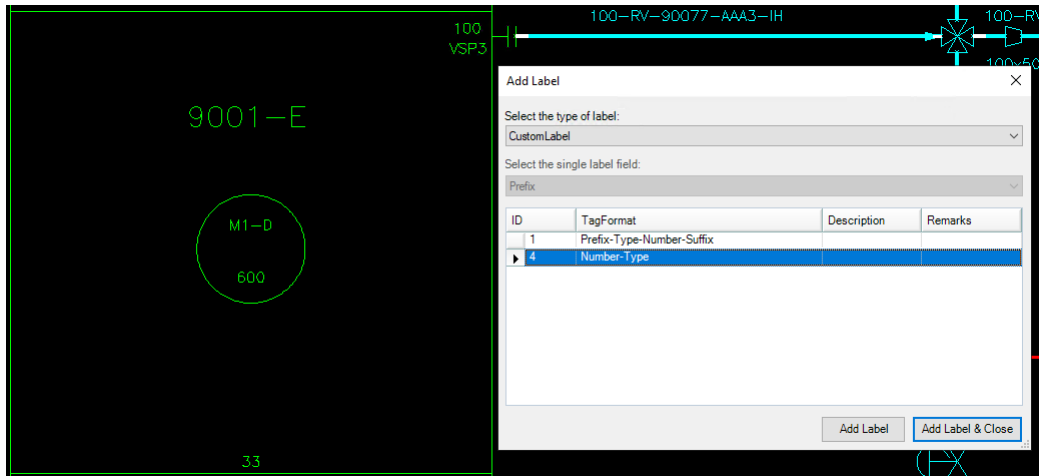 100-RV-90077-AAA3-IH
100-RV
100
VSP3
100x50
9001-E
M1-D
600
33
Add Label
Select the type of label:
CustomLabel
Select the single label field:
Prefix
ID TagFormat Description Remarks
1 Prefix-Type-Number-Suffix
4 Number-Type
Add Label Add Label & Close